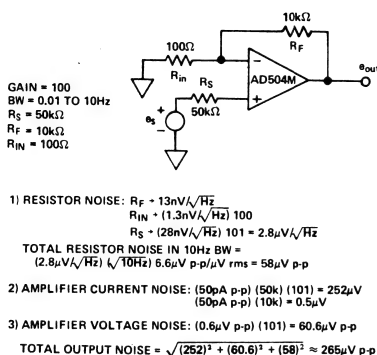 10kΩ
100Ω
R_F
R_in
−
AD504M
R_S
+
e_out
50kΩ
+
e_s
−
GAIN = 100
BW = 0.01 TO 10Hz
R_S = 50kΩ
R_F = 10kΩ
R_IN = 100Ω
1) RESISTOR NOISE: R_F → 13nV/√Hz
R_IN → (1.3nV/√Hz) 100
R_S → (28nV/√Hz) 101 = 2.8μV/√Hz
TOTAL RESISTOR NOISE IN 10Hz BW =
(2.8μV/√Hz) (√10Hz) 6.6μV p-p/μV rms = 58μV p-p
2) AMPLIFIER CURRENT NOISE: (50pA p-p) (50k) (101) = 252μV
(50pA p-p) (10k) = 0.5μV
3) AMPLIFIER VOLTAGE NOISE: (0.6μV p-p) (101) = 60.6μV p-p
TOTAL OUTPUT NOISE = √(252)² + (60.6)² + (58)² ≈ 265μV p-p